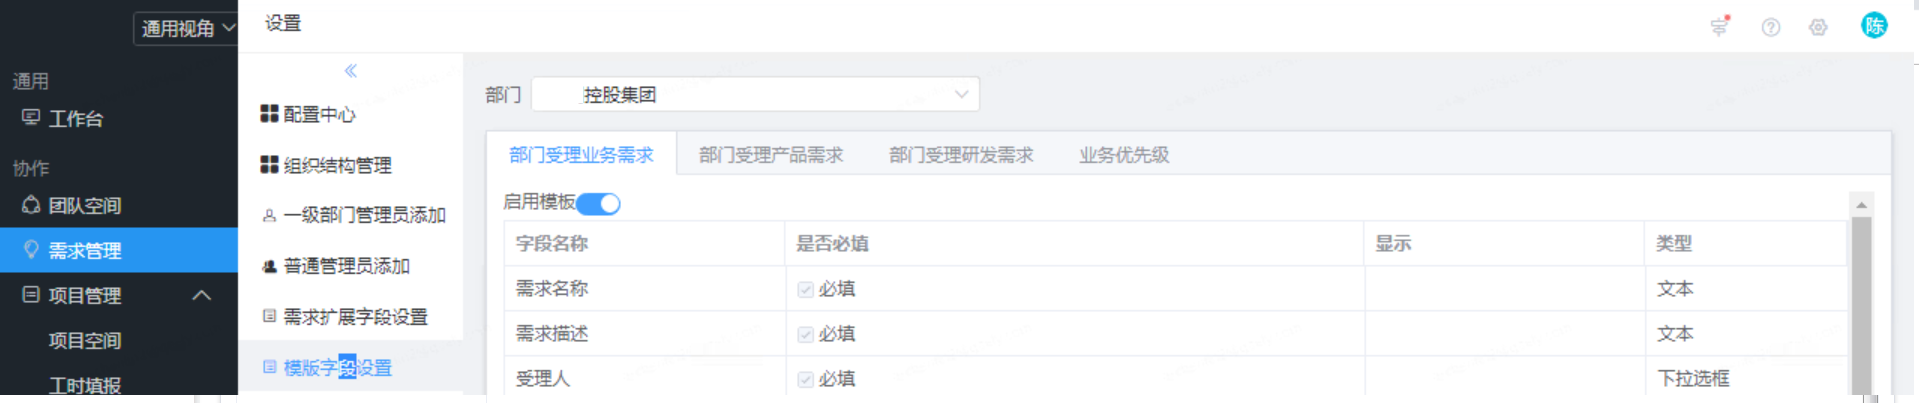 通用视角
设置
陈
通用
工作台
协作
团队空间
需求管理
项目管理
项目空间
工时填报
配置中心
组织结构管理
一级部门管理员添加
普通管理员添加
需求扩展字段设置
模版字段设置
部门 控股集团
部门受理业务需求 部门受理产品需求 部门受理研发需求 业务优先级
启用模板
字段名称 是否必填 显示 类型
需求名称 必填 文本
需求描述 必填 文本
受理人 必填 下拉选框